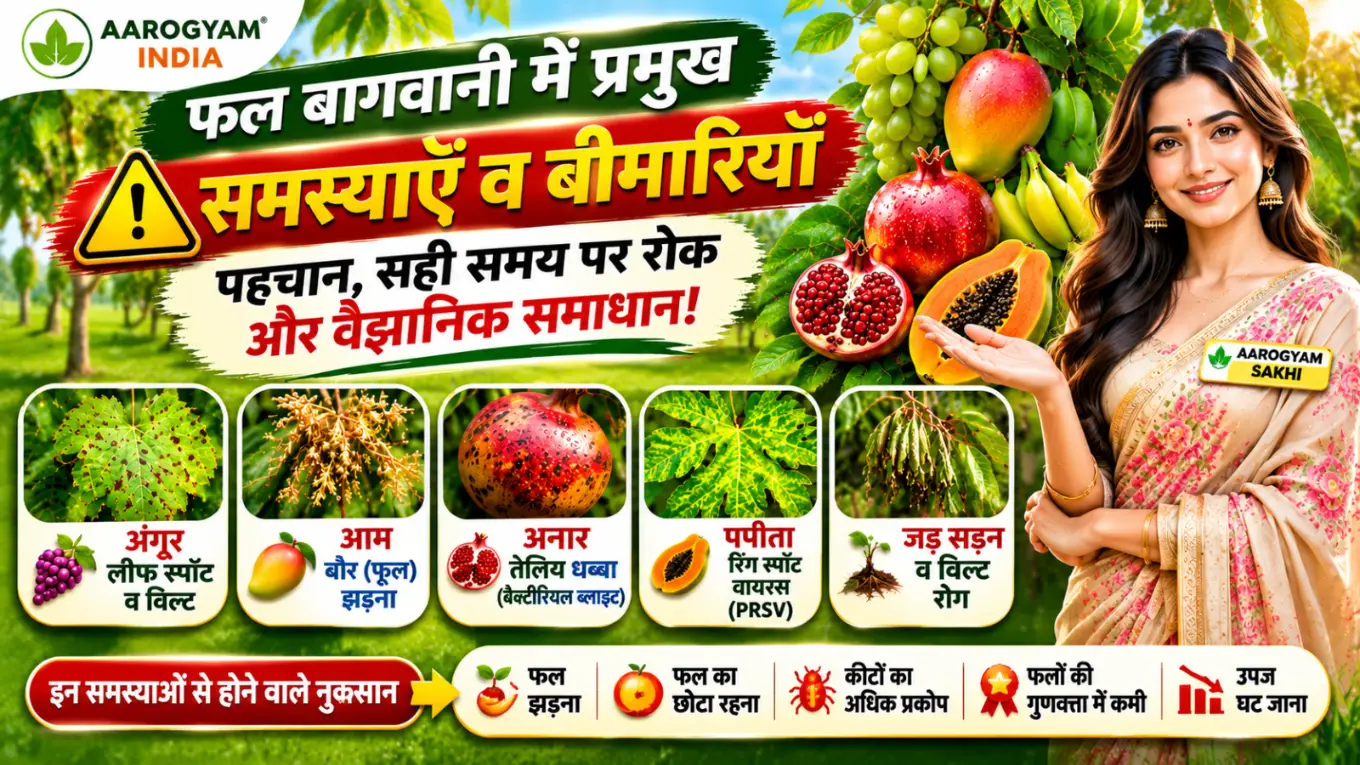 AAROGYAM®
INDIA
फल बागवानी में प्रमुख
समस्याऐं व बीमारियाॅं
पहचान, सही समय पर रोक
और वैझानिक समाधान!
AAROGYAM
SAKHI
अंगूर
लीफ स्पॉट
व विल्ट
आम
बौर (फूल)
झड़ना
अनार
तेलिय धब्बा
(बैक्टीरियल ब्लाइट)
पपीता
रिंग स्पॉट
वायरस
(PRSV)
जड़ सड़न
व विल्ट
रोग
इन समस्याओं से होने वाले नुकसान
फल
झड़ना
फल का
छोटा रहना
कीटों का
अधिक प्रकोप
फलों की
गुणवत्ता में कमी
उपज
घट जाना